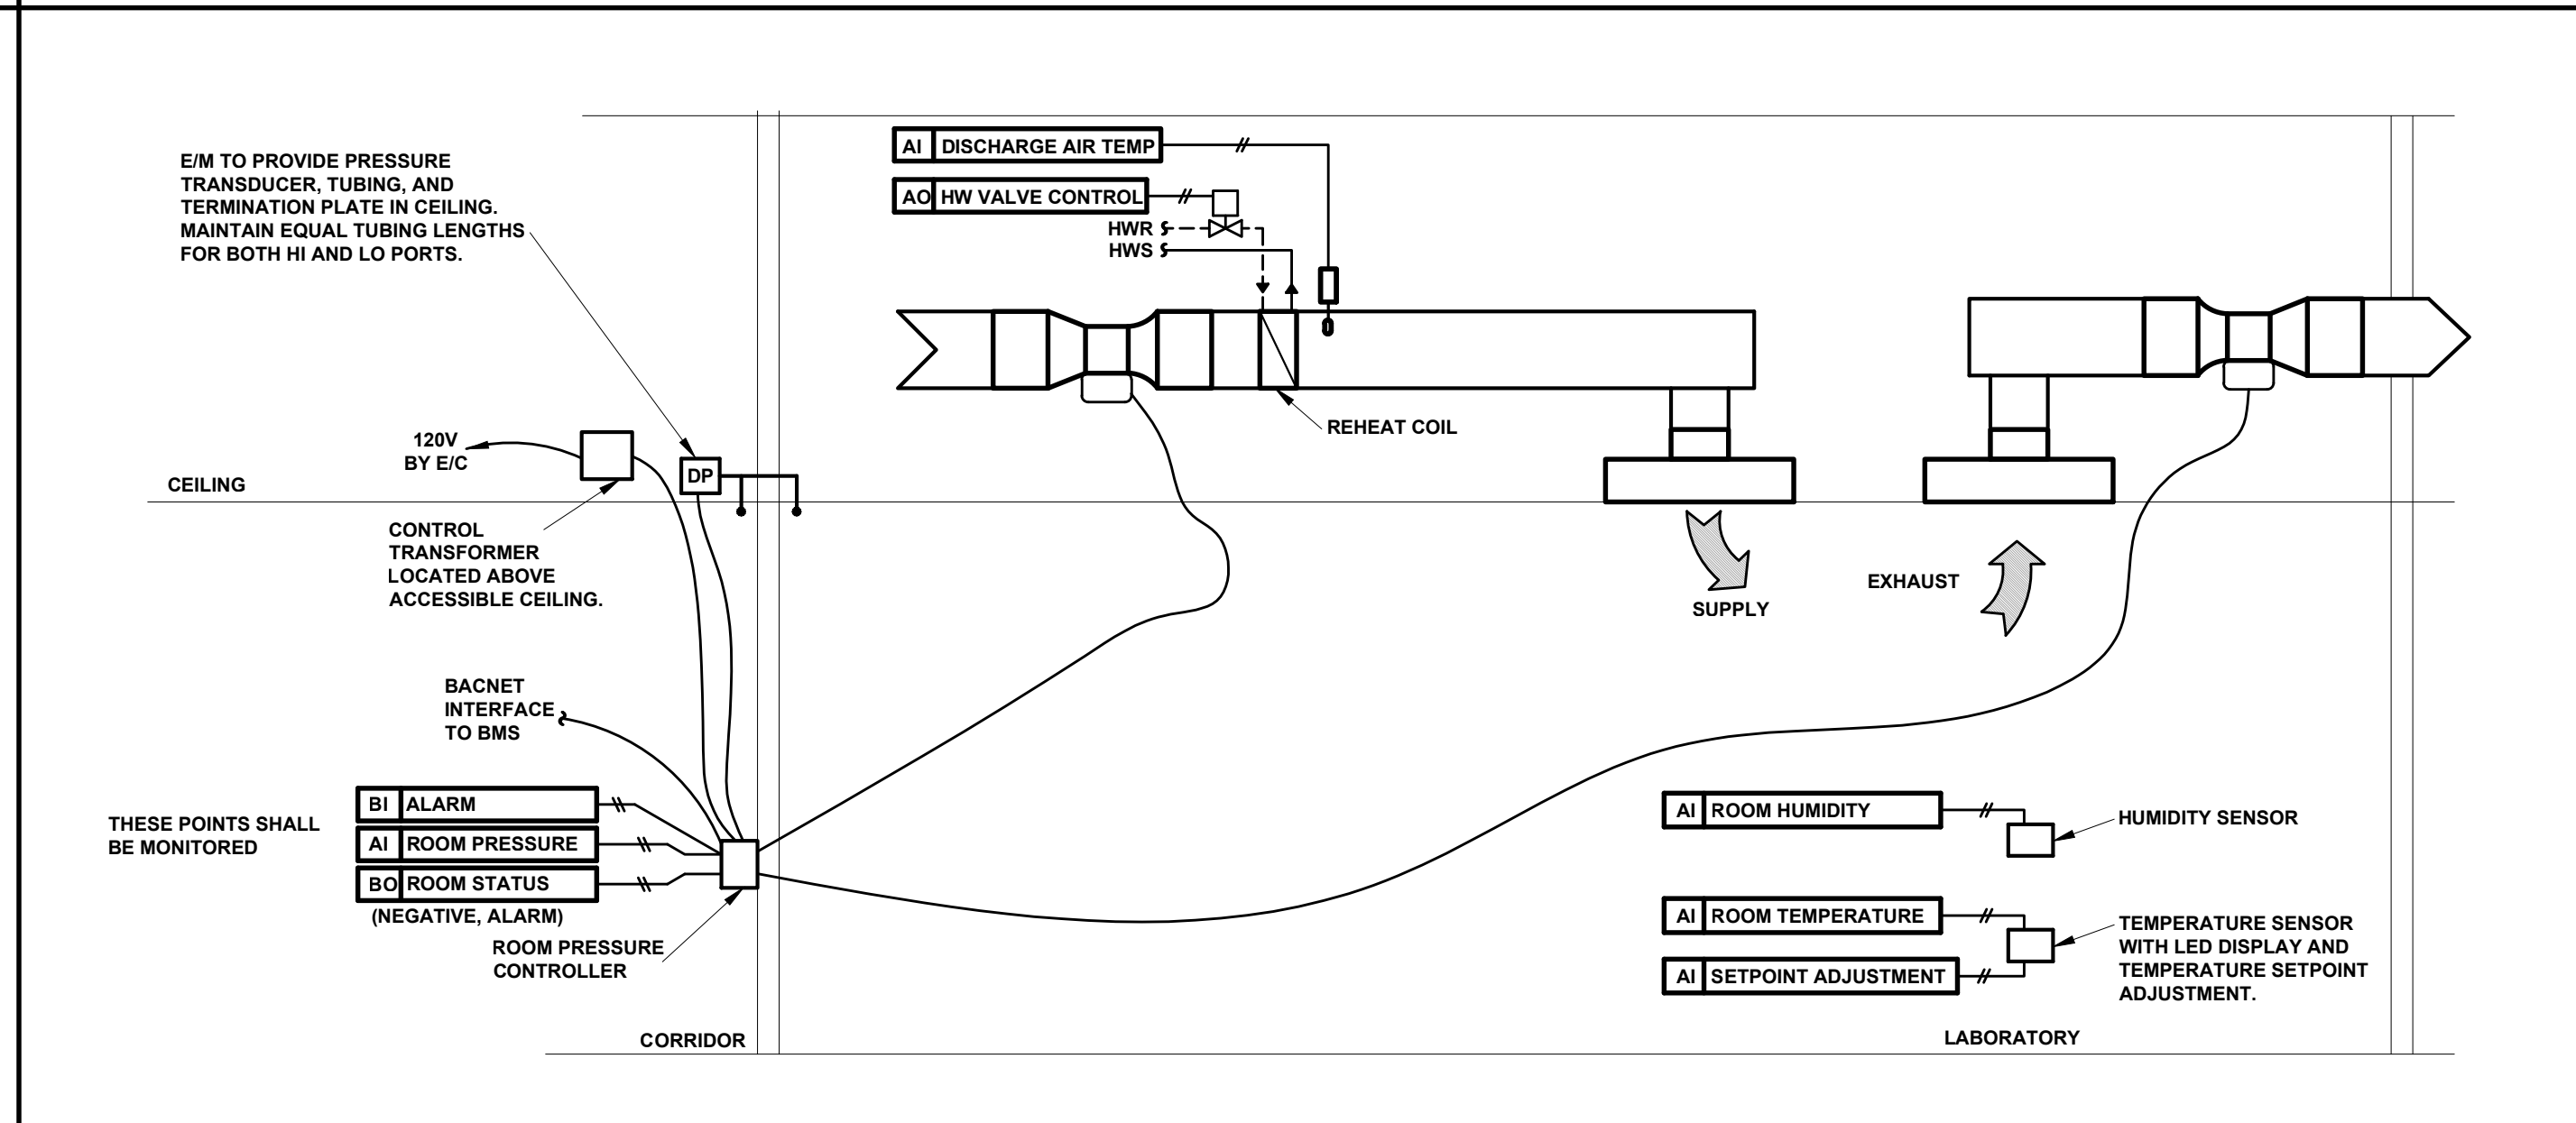 E/M TO PROVIDE PRESSURE
TRANSDUCER, TUBING, AND
TERMINATION PLATE IN CEILING.
MAINTAIN EQUAL TUBING LENGTHS
FOR BOTH HI AND LO PORTS.
AI DISCHARGE AIR TEMP
AO HW VALVE CONTROL
HWR
HWS
REHEAT COIL
120V
BY E/C
DP
CEILING
CONTROL
TRANSFORMER
LOCATED ABOVE
ACCESSIBLE CEILING.
SUPPLY
EXHAUST
BACNET
INTERFACE
TO BMS
THESE POINTS SHALL
BE MONITORED
BI ALARM
AI ROOM PRESSURE
BO ROOM STATUS
(NEGATIVE, ALARM)
ROOM PRESSURE
CONTROLLER
AI ROOM HUMIDITY
HUMIDITY SENSOR
AI ROOM TEMPERATURE
AI SETPOINT ADJUSTMENT
TEMPERATURE SENSOR
WITH LED DISPLAY AND
TEMPERATURE SETPOINT
ADJUSTMENT.
CORRIDOR
LABORATORY